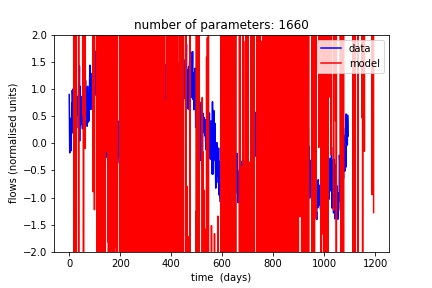 number of parameters: 1660
2.0
1.5
1.0
0.5
0.0
−0.5
−1.0
−1.5
−2.0
flows (normalised units)
data
model
0 200 400 600 800 1000 1200
time (days)